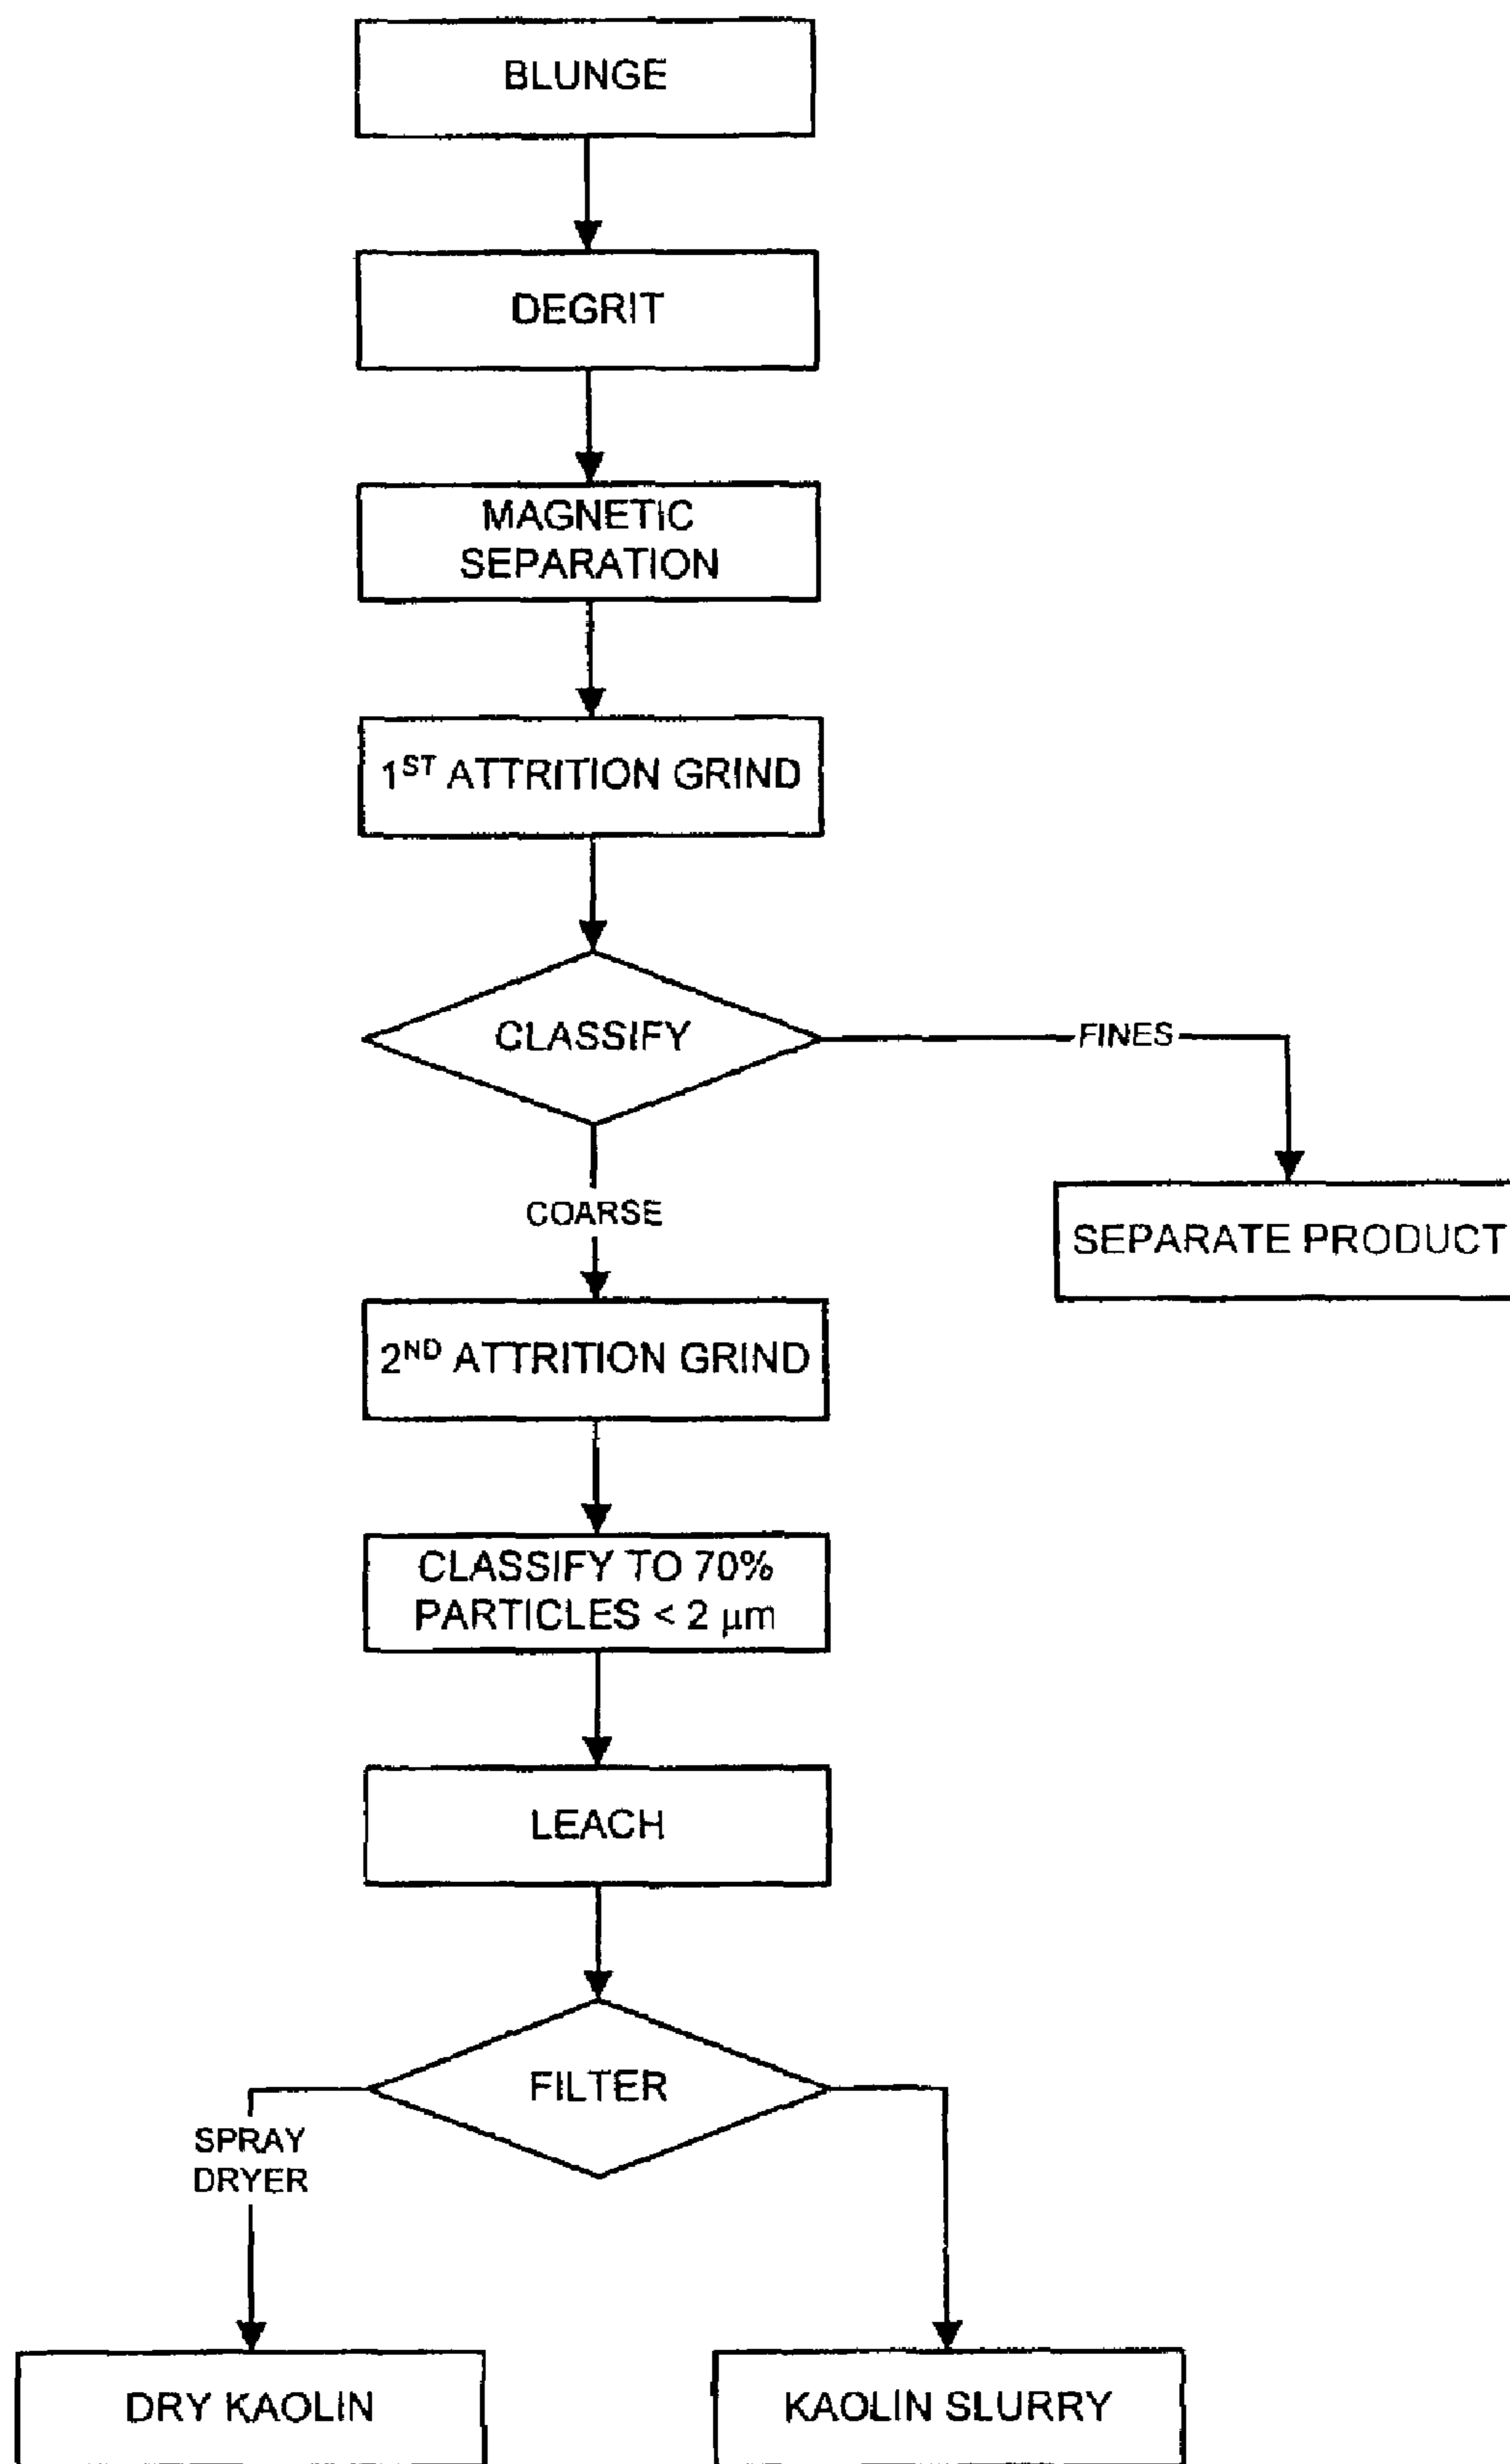 BLUNGE
DEGRIT
MAGNETIC
SEPARATION
1ST ATTRITION GRIND
CLASSIFY
FINES
COARSE
SEPARATE PRODUCT
2ND ATTRITION GRIND
CLASSIFY TO 70%
PARTICLES < 2 μm
LEACH
FILTER
SPRAY
DRYER
DRY KAOLIN
KAOLIN SLURRY